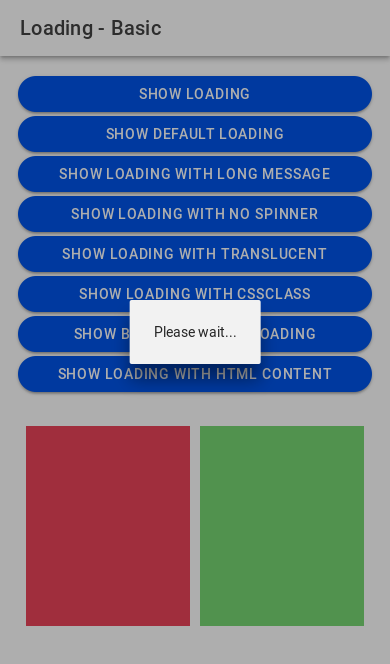 Loading - Basic
SHOW LOADING
SHOW DEFAULT LOADING
SHOW LOADING WITH LONG MESSAGE
SHOW LOADING WITH NO SPINNER
SHOW LOADING WITH TRANSLUCENT
SHOW LOADING WITH CSSCLASS
SHOW B OADING
Please wait...
SHOW LOADING WITH HTML CONTENT